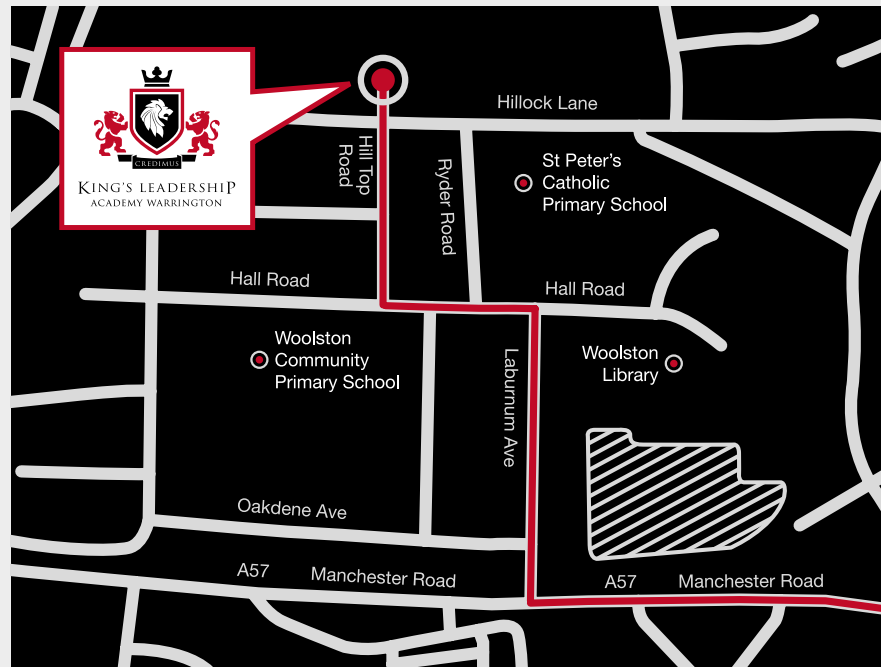 CREDIMUS
KING'S LEADERSHIP
ACADEMY WARRINGTON
Hillock Lane
Hill Top
Road
Ryder Road
St Peter's
Catholic
Primary School
Hall Road
Hall Road
Woolston
Community
Primary School
Laburnum Ave
Woolston
Library
Oakdene Ave
A57
Manchester Road
A57
Manchester Road